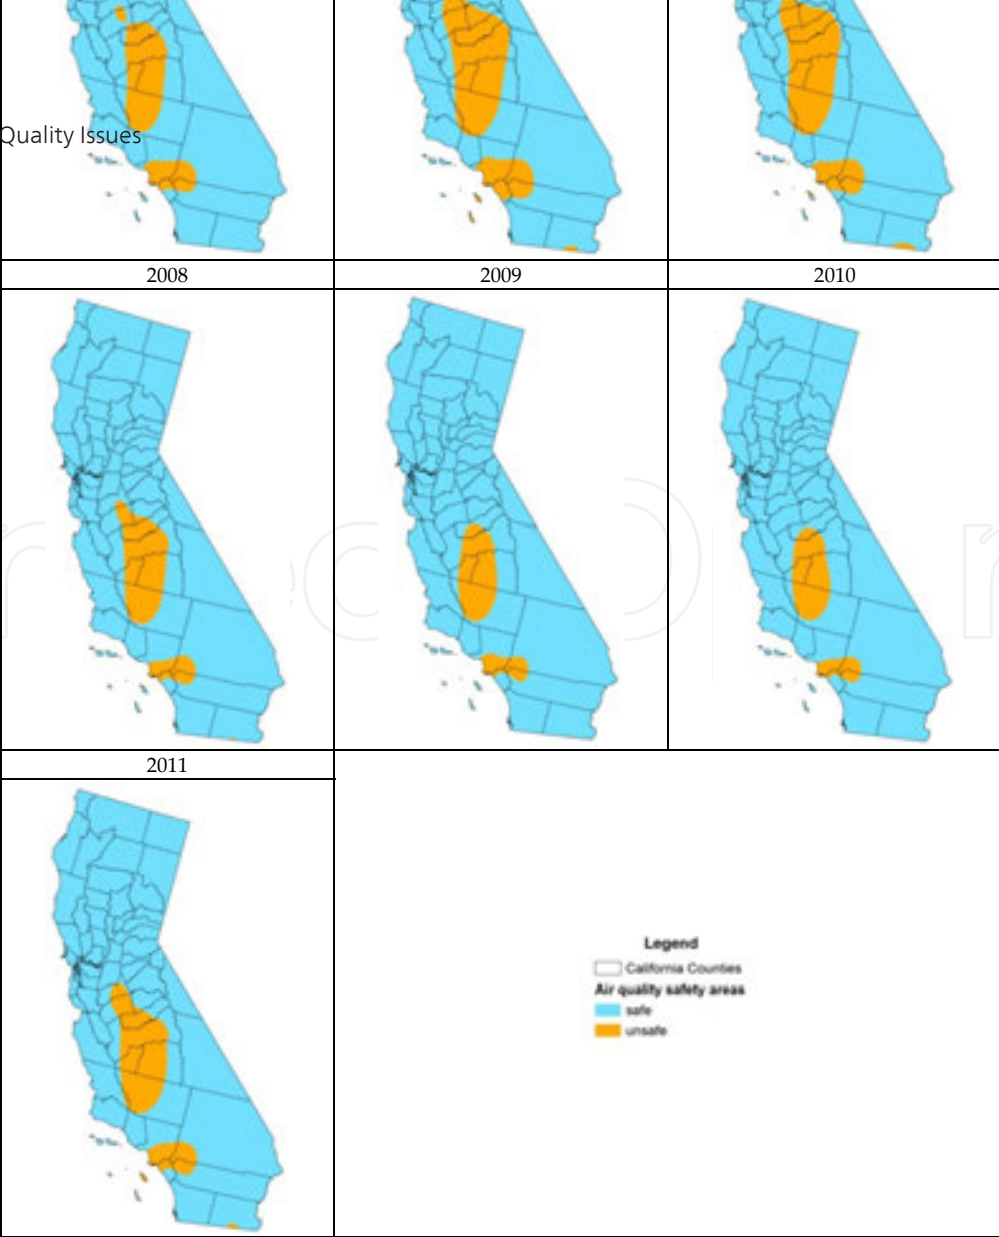 Quality Issues
2008 2009 2010
2011
Legend
California Counties
Air quality safety areas
safe
unsafe